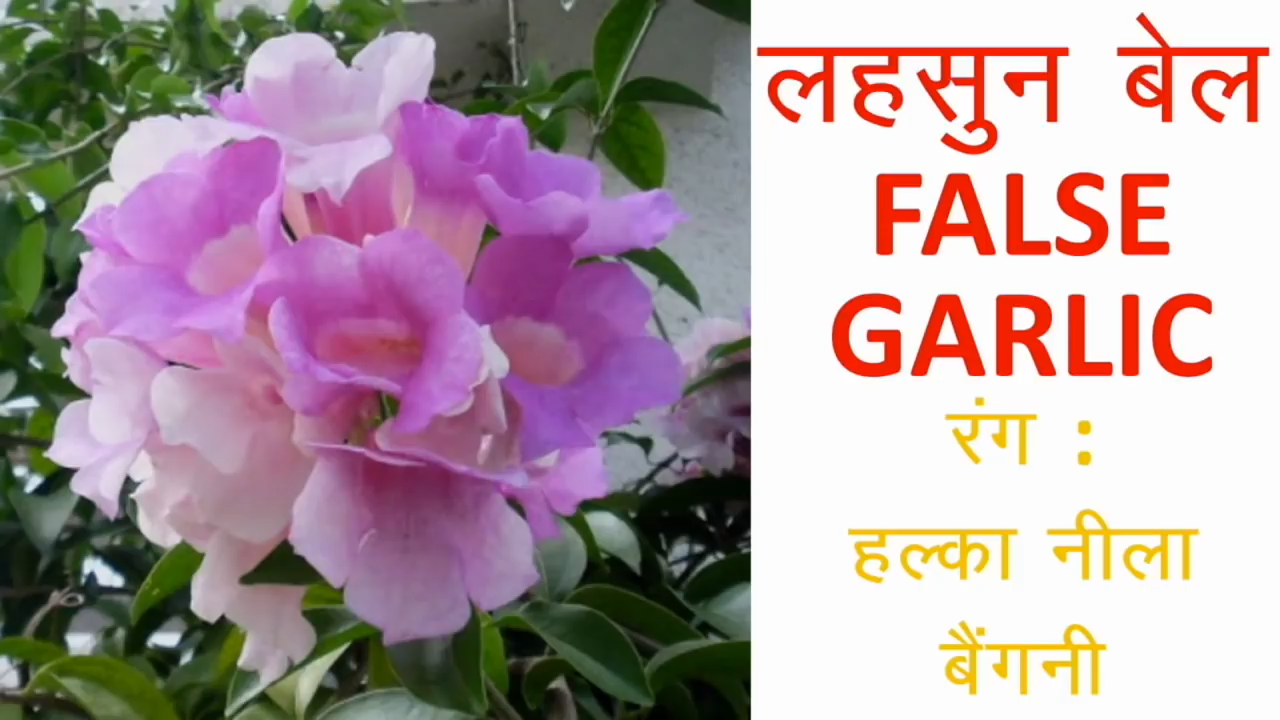 लहसुन बेल
FALSE
GARLIC
रंग :
हल्का नीला
बैंगनी